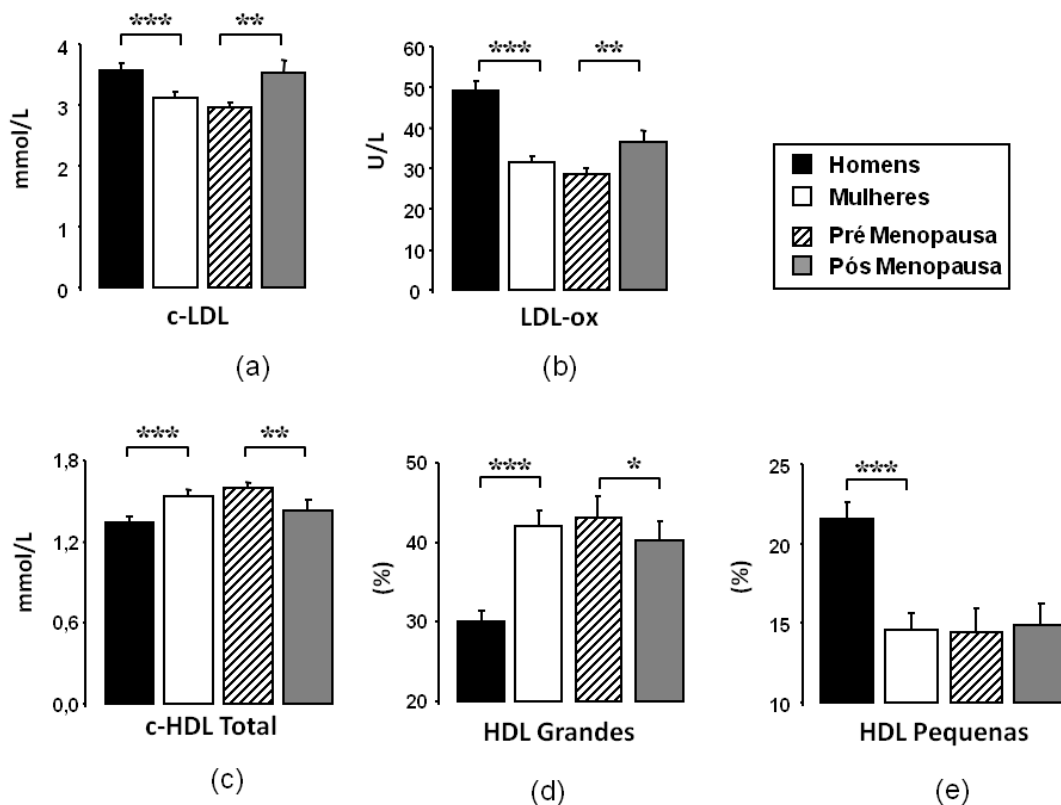 *** **
4
3
2
1
0
mmol/L
c-LDL
(a)
*** **
60
50
40
30
20
10
0
U/L
LDL-ox
(b)
Homens
Mulheres
Pré Menopausa
Pós Menopausa
*** **
1,8
1,2
0,6
0,0
mmol/L
c-HDL Total
(c)
*** *
50
40
30
20
(%)
HDL Grandes
(d)
***
25
20
15
10
(%)
HDL Pequenas
(e)